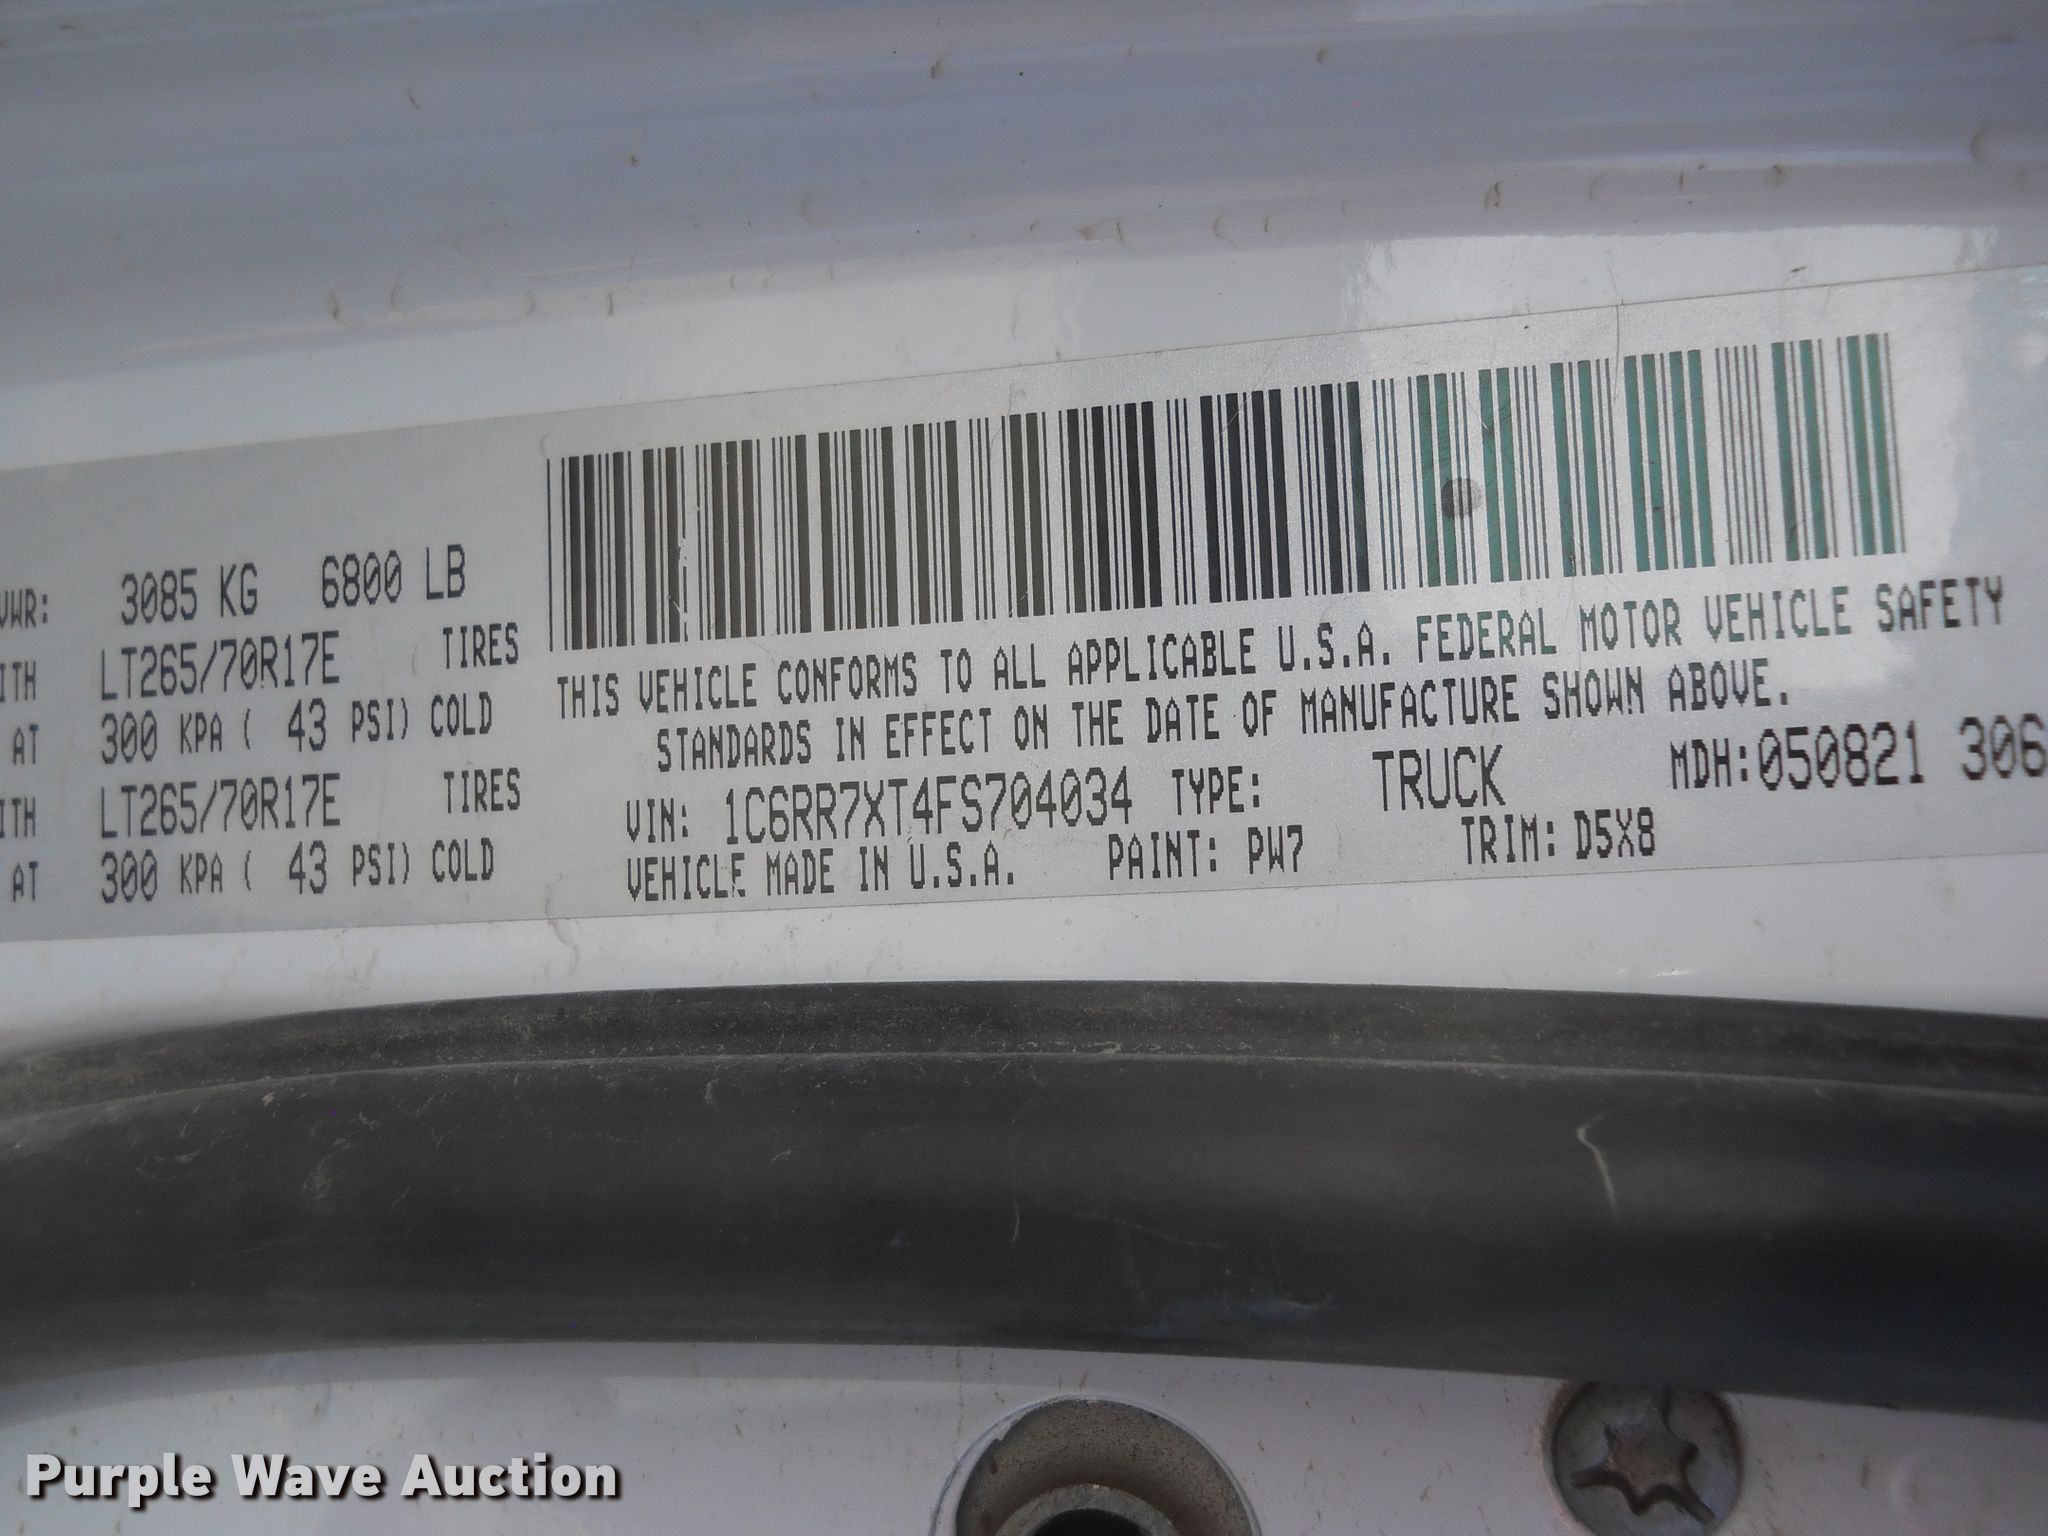 VWR: 3085 KG 6800 LB
ITH LT265/70R17E TIRES
AT 300 KPA ( 43 PSI) COLD
ITH LT265/70R17E TIRES
AT 300 KPA ( 43 PSI) COLD
THIS VEHICLE CONFORMS TO ALL APPLICABLE U.S.A. FEDERAL MOTOR VEHICLE SAFETY
STANDARDS IN EFFECT ON THE DATE OF MANUFACTURE SHOWN ABOVE.
VIN: 1C6RR7XT4FS704034 TYPE: TRUCK MDH:050821 306
VEHICLE MADE IN U.S.A. PAINT: PW7 TRIM: D5X8
Purple Wave Auction